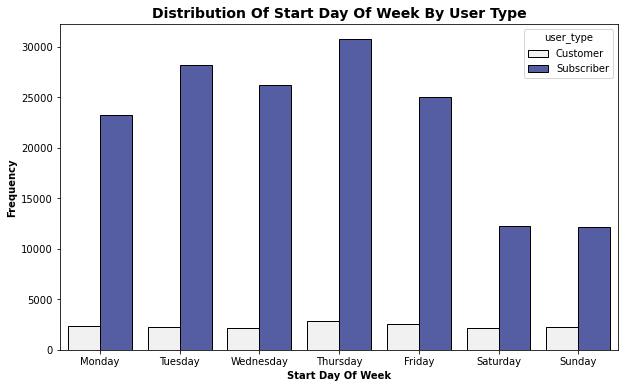 Distribution Of Start Day Of Week By User Type
user_type
Customer
Subscriber
30000
25000
20000
15000
10000
5000
0
Frequency
Monday Tuesday Wednesday Thursday Friday Saturday Sunday
Start Day Of Week